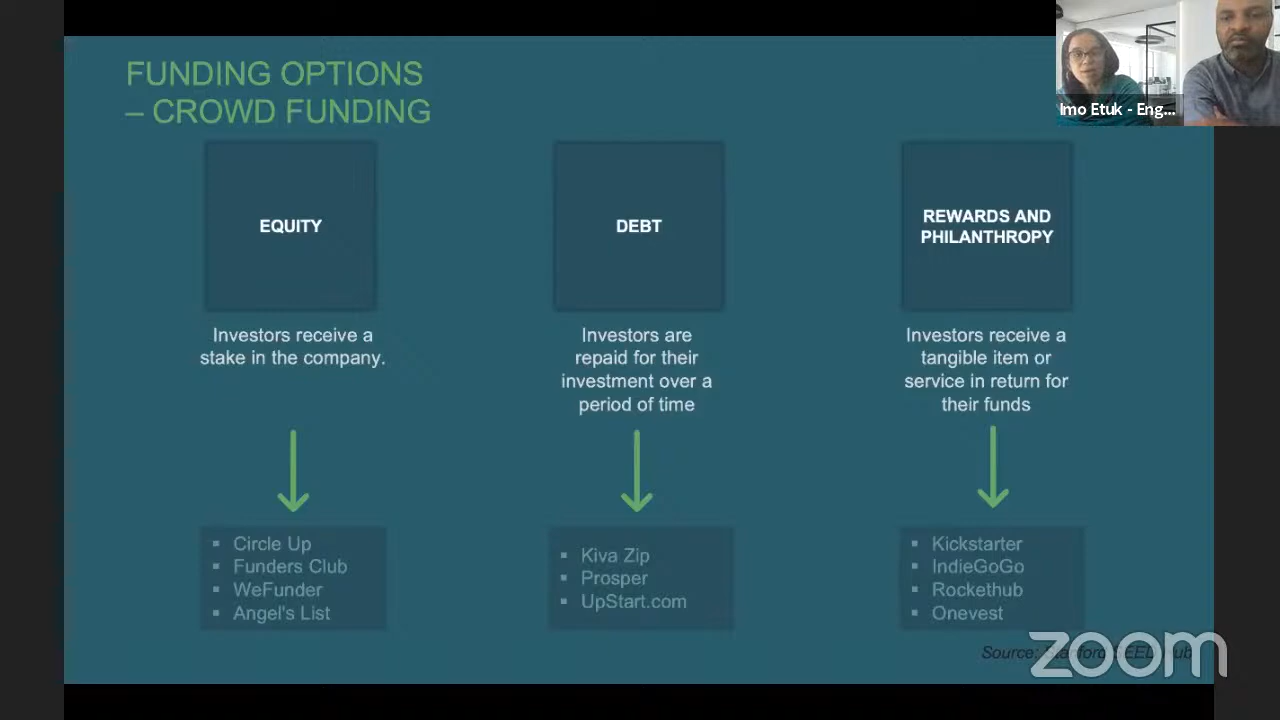 FUNDING OPTIONS
– CROWD FUNDING
Imo Etuk - Eng...
EQUITY
Investors receive a
stake in the company.
▪ Circle Up
▪ Funders Club
▪ WeFunder
▪ Angel's List
DEBT
Investors are
repaid for their
investment over a
period of time
▪ Kiva Zip
▪ Prosper
▪ UpStart.com
REWARDS AND
PHILANTHROPY
Investors receive a
tangible item or
service in return for
their funds
▪ Kickstarter
▪ IndieGoGo
▪ Rockethub
▪ Onevest
Source: Stanford SEED
zoom